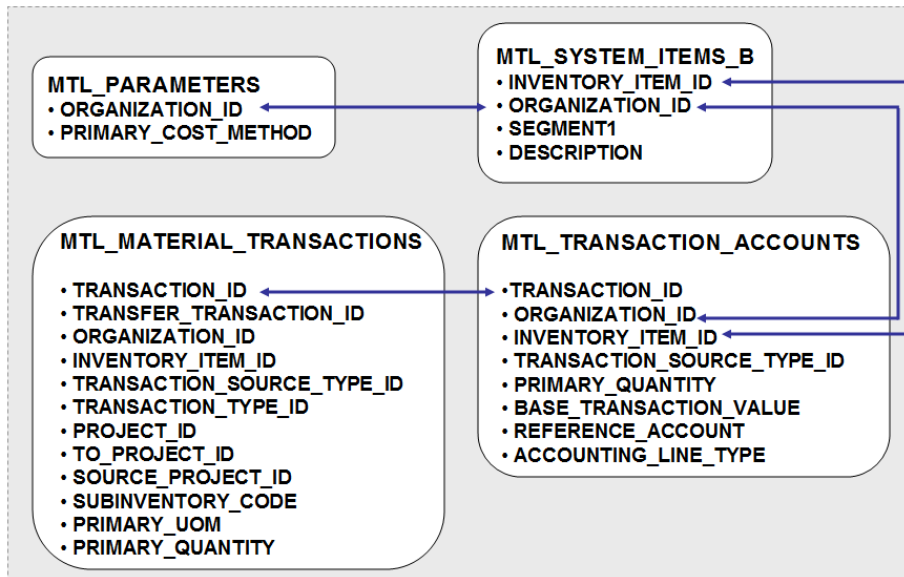 MTL_PARAMETERS
• ORGANIZATION_ID
• PRIMARY_COST_METHOD
MTL_SYSTEM_ITEMS_B
• INVENTORY_ITEM_ID
• ORGANIZATION_ID
• SEGMENT1
• DESCRIPTION
MTL_MATERIAL_TRANSACTIONS
• TRANSACTION_ID
• TRANSFER_TRANSACTION_ID
• ORGANIZATION_ID
• INVENTORY_ITEM_ID
• TRANSACTION_SOURCE_TYPE_ID
• TRANSACTION_TYPE_ID
• PROJECT_ID
• TO_PROJECT_ID
• SOURCE_PROJECT_ID
• SUBINVENTORY_CODE
• PRIMARY_UOM
• PRIMARY_QUANTITY
MTL_TRANSACTION_ACCOUNTS
•TRANSACTION_ID
• ORGANIZATION_ID
• INVENTORY_ITEM_ID
• TRANSACTION_SOURCE_TYPE_ID
• PRIMARY_QUANTITY
• BASE_TRANSACTION_VALUE
• REFERENCE_ACCOUNT
• ACCOUNTING_LINE_TYPE